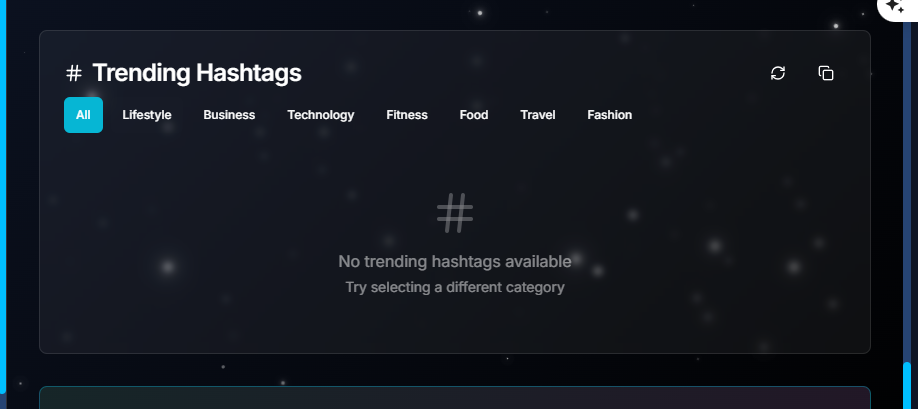 # Trending Hashtags
All Lifestyle Business Technology Fitness Food Travel Fashion
#
No trending hashtags available
Try selecting a different category